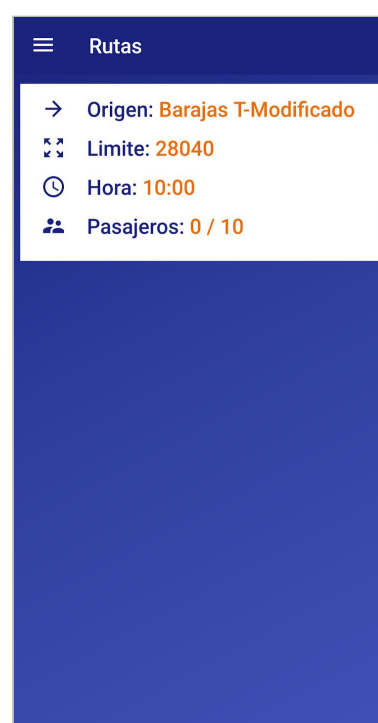 Rutas
Origen: Barajas T-Modificado
Limite: 28040
Hora: 10:00
Pasajeros: 0 / 10